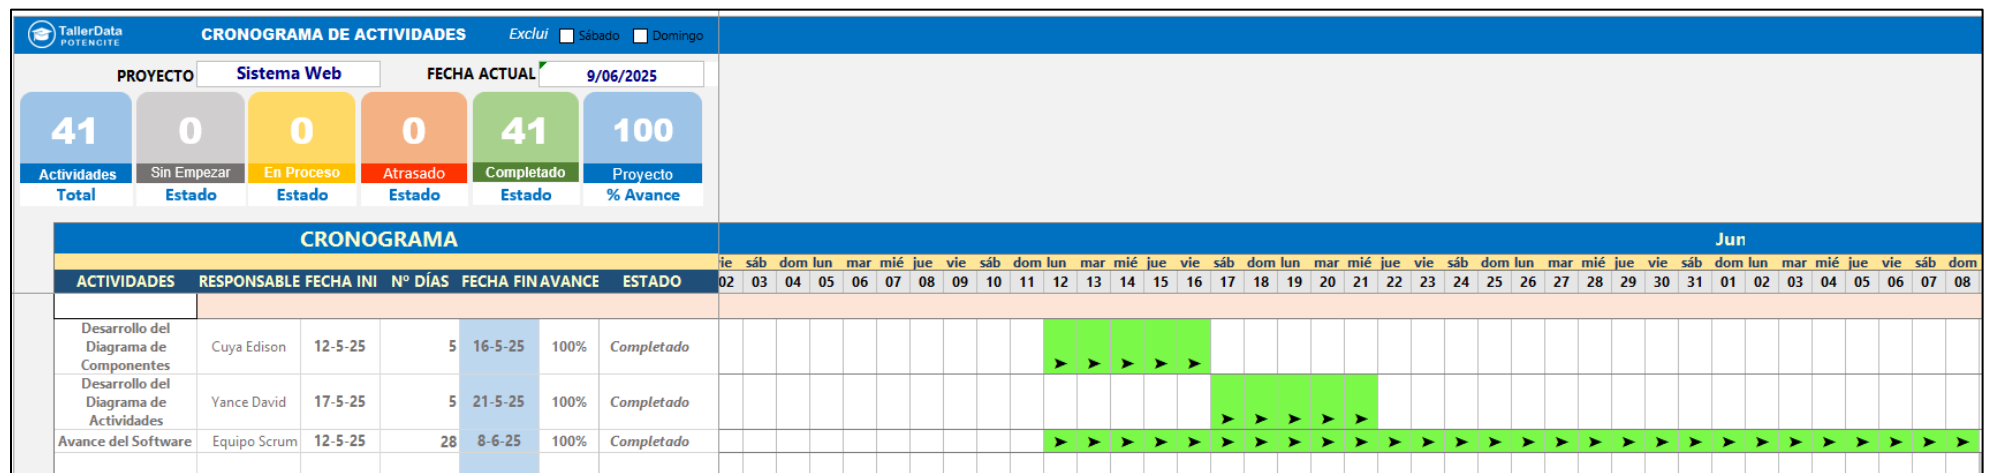 TallerData
POTENCITE
CRONOGRAMA DE ACTIVIDADES Exclui Sábado Domingo
PROYECTO Sistema Web FECHA ACTUAL 9/06/2025
41 0 0 0 41 100
Actividades Sin Empezar En Proceso Atrasado Completado Proyecto
Total Estado Estado Estado Estado % Avance
CRONOGRAMA Jun
ie sáb dom lun mar mié jue vie sáb dom lun mar mié jue vie sáb dom lun mar mié jue vie sáb dom lun mar mié jue vie sáb dom lun mar mié jue vie sáb dom
ACTIVIDADES RESPONSABLE FECHA INI Nº DÍAS FECHA FIN AVANCE ESTADO 02 03 04 05 06 07 08 09 10 11 12 13 14 15 16 17 18 19 20 21 22 23 24 25 26 27 28 29 30 31 01 02 03 04 05 06 07 08
Desarrollo del
Diagrama de
Componentes
Cuya Edison 12-5-25 5 16-5-25 100% Completado
Desarrollo del
Diagrama de
Actividades
Yance David 17-5-25 5 21-5-25 100% Completado
Avance del Software Equipo Scrum 12-5-25 28 8-6-25 100% Completado